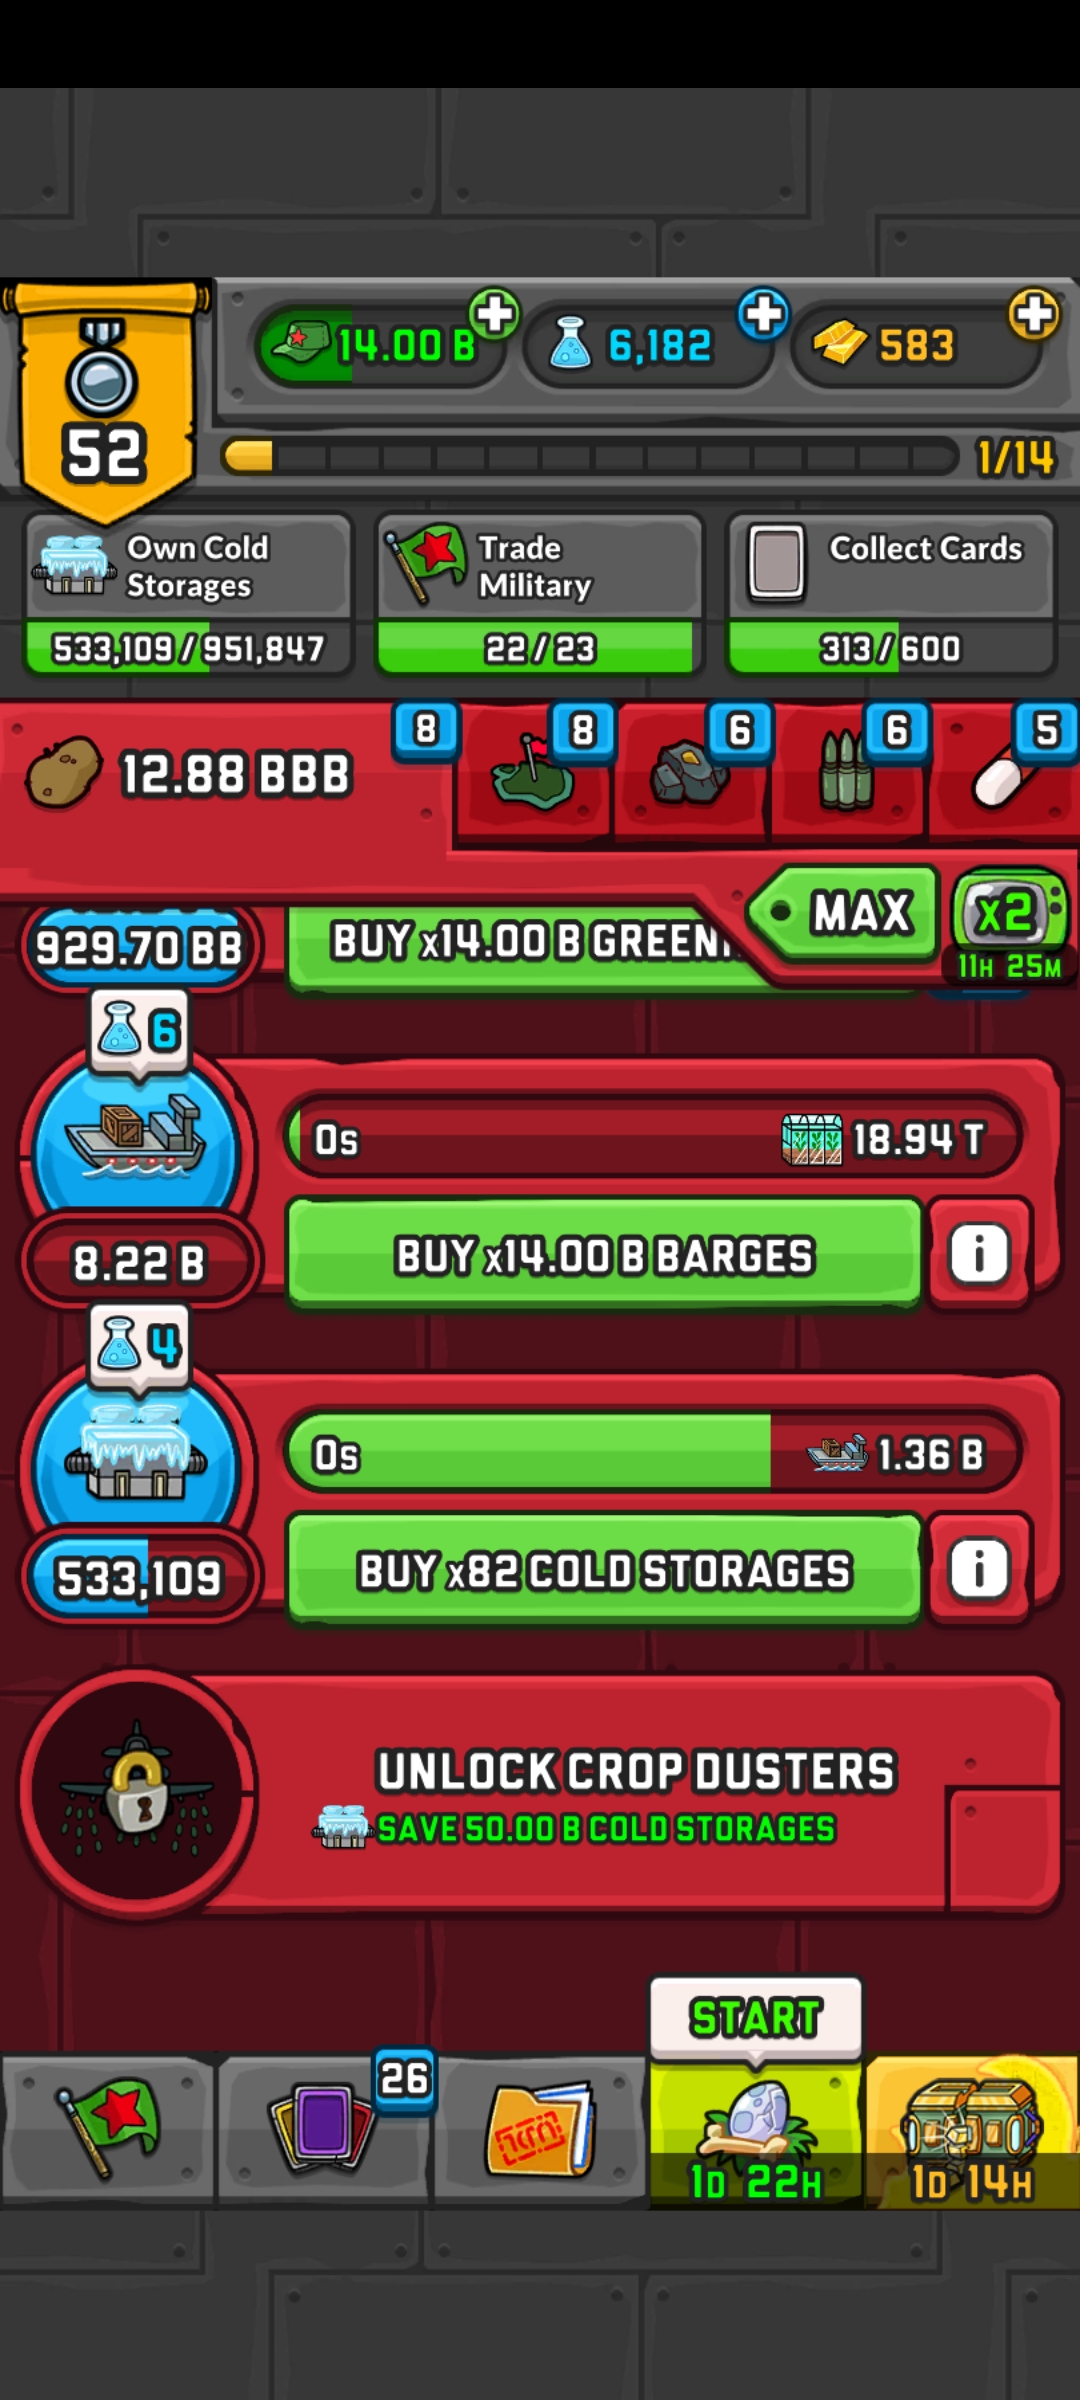 14.00 B
6,182
583
52
1/14
Own Cold
Storages
533,109/951,847
Trade
Military
22/23
Collect Cards
313/600
12.88 BBB
8
8
6
6
5
MAX
x2
11H 25M
929.70 BB
BUY x14.00 B
6
0s
18.94 T
8.22 B
BUY x14.00 B BARGES
i
4
0s
1.36 B
533,109
BUY x82 COLD STORAGES
i
UNLOCK CROP DUSTERS
SAVE 50.00 B COLD STORAGES
START
26
1D 22H
1D 14H